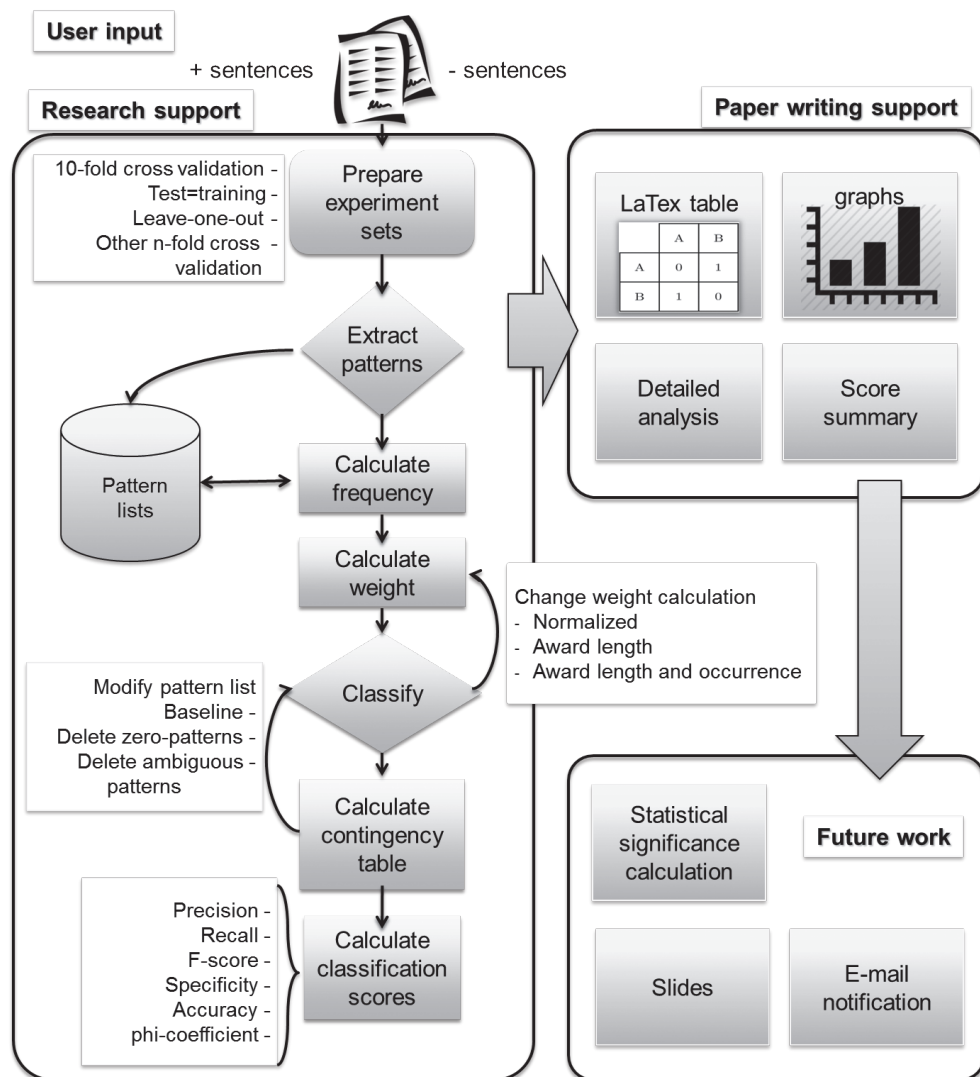 User input
+ sentences
- sentences
Research support
10-fold cross validation -
Test=training -
Leave-one-out -
Other n-fold cross -
validation
Prepare
experiment
sets
Extract
patterns
Pattern
lists
Calculate
frequency
Calculate
weight
Change weight calculation
- Normalized
- Award length
- Award length and occurrence
Classify
Modify pattern list
Baseline -
Delete zero-patterns -
Delete ambiguous -
patterns
Calculate
contingency
table
Precision -
Recall -
F-score -
Specificity -
Accuracy -
phi-coefficient -
Calculate
classification
scores
Paper writing support
LaTex table
A B
A 0 1
B 1 0
graphs
Detailed
analysis
Score
summary
Future work
Statistical
significance
calculation
Slides
E-mail
notification